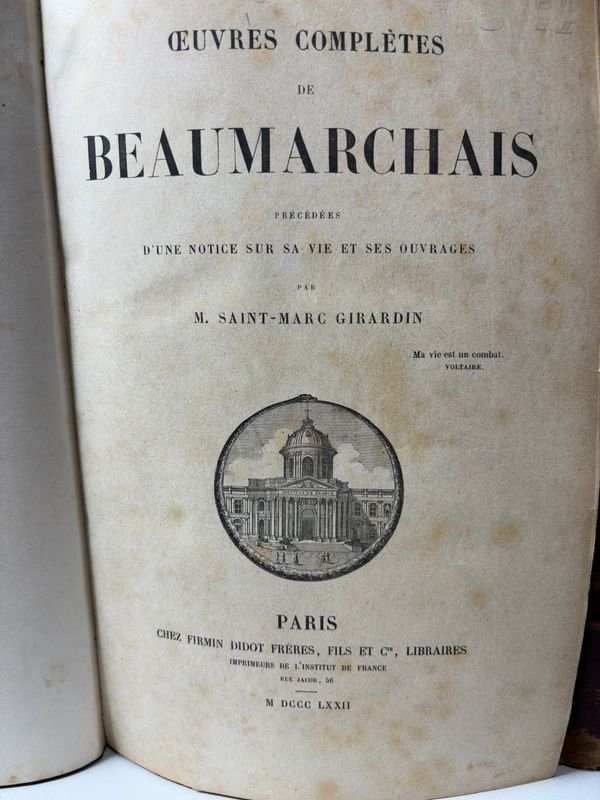 ŒUVRES COMPLÈTES
DE
BEAUMARCHAIS
PRÉCÉDÉES
D'UNE NOTICE SUR SA VIE ET SES OUVRAGES
PAR
M. SAINT-MARC GIRARDIN
Ma vie est un combat.
VOLTAIRE.
PARIS
CHEZ FIRMIN DIDOT FRÈRES, FILS ET Cie, LIBRAIRES
IMPRIMEURS DE L'INSTITUT DE FRANCE
RUE JACOB, 56
M DCCC LXXII